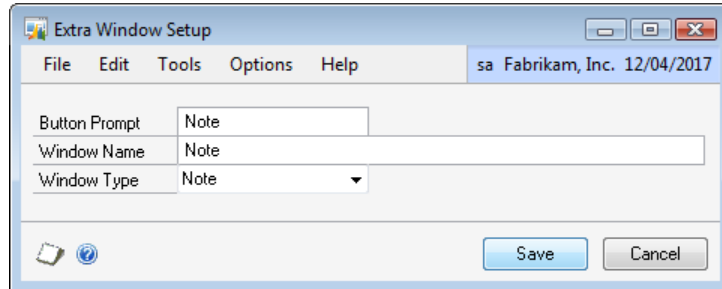 Extra Window Setup
File Edit Tools Options Help sa Fabrikam, Inc. 12/04/2017
Button Prompt Note
Window Name Note
Window Type Note
Save Cancel